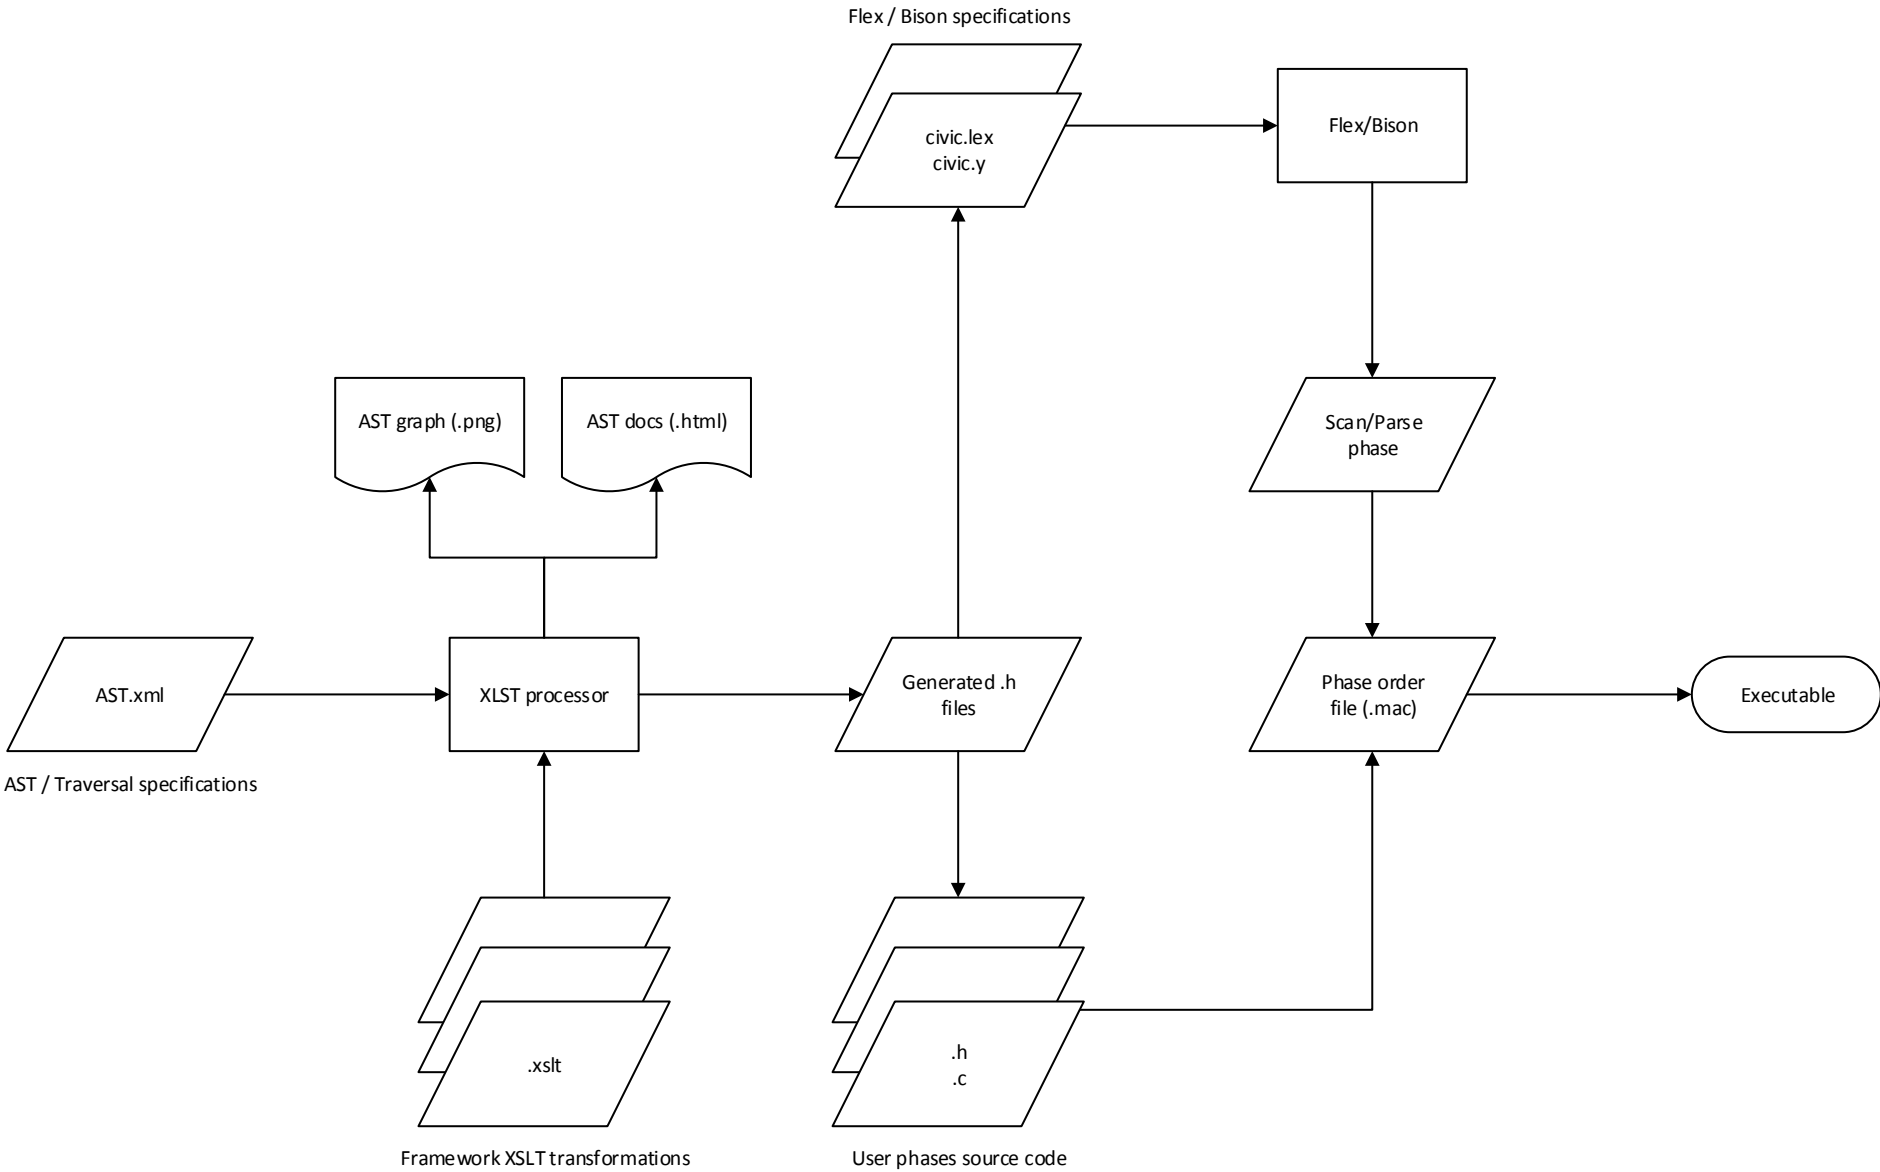 Flex / Bison specifications
civic.lex
civic.y
Flex/Bison
AST graph (.png)
AST docs (.html)
Scan/Parse
phase
AST.xml
XLST processor
Generated .h
files
Phase order
file (.mac)
Executable
AST / Traversal specifications
.xslt
.h
.c
Framework XSLT transformations
User phases source code